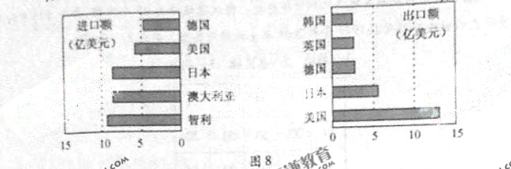 进口额
(亿美元)
德国
美国
日本
澳大利亚
智利
15 10 5 0
出口额
(亿美元)
韩国
英国
德国
日本
美国
0 5 10 15
图8
教育